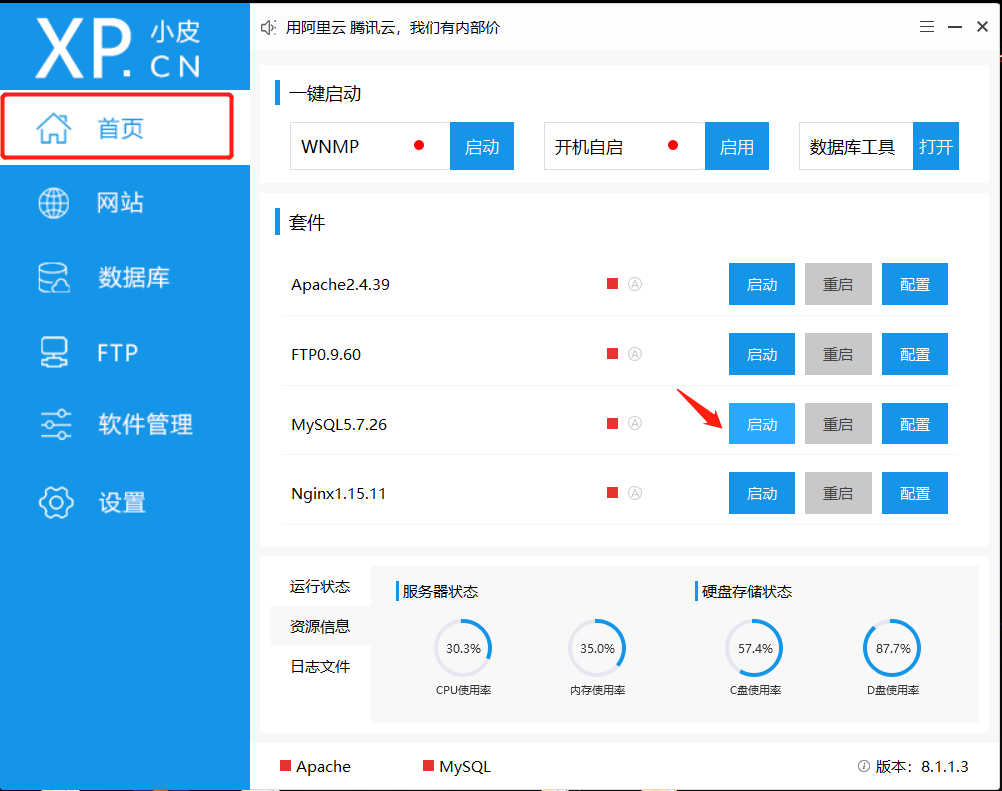 XP.CN 小皮
用阿里云 腾讯云，我们有内部价
首页
网站
数据库
FTP
软件管理
设置
一键启动
WNMP 启动 开机自启 启用 数据库工具 打开
套件
Apache2.4.39 Ⓐ 启动 重启 配置
FTP0.9.60 Ⓐ 启动 重启 配置
MySQL5.7.26 Ⓐ 启动 重启 配置
Nginx1.15.11 Ⓐ 启动 重启 配置
运行状态
资源信息
日志文件
服务器状态 硬盘存储状态
30.3% 35.0% 57.4% 87.7%
CPU使用率 内存使用率 C盘使用率 D盘使用率
Apache MySQL 版本：8.1.1.3